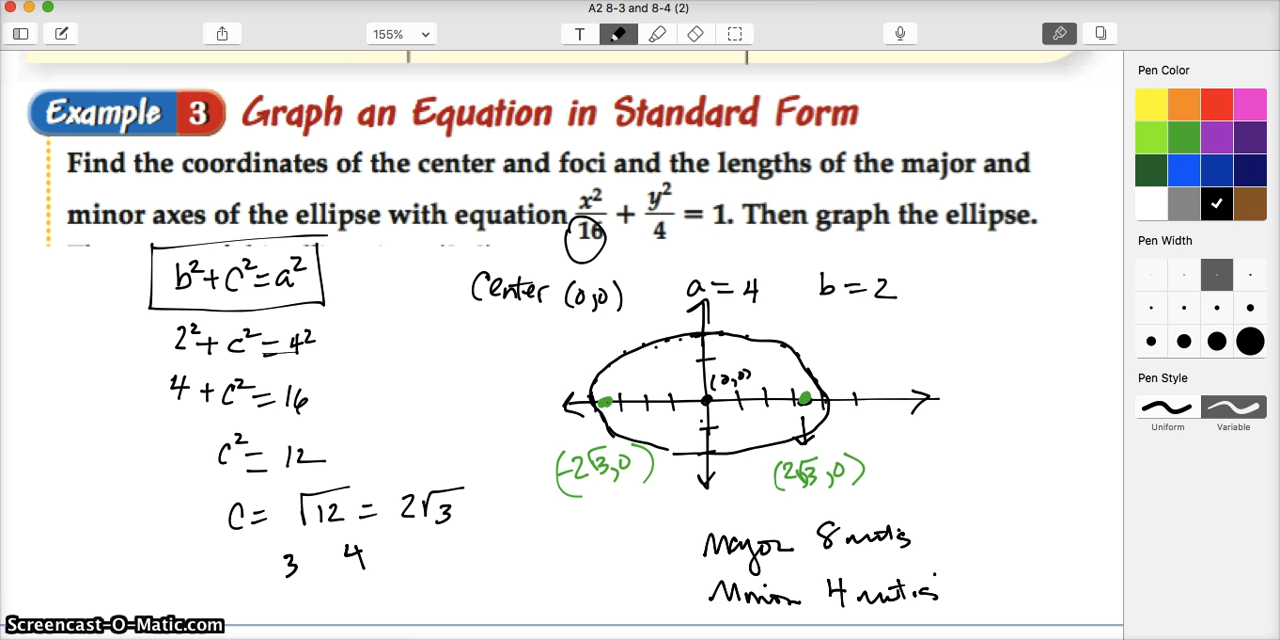 A2 8-3 and 8-4 (2)
155%
T
Pen Color
Example 3 Graph an Equation in Standard Form
Find the coordinates of the center and foci and the lengths of the major and
minor axes of the ellipse with equation x²/16 + y²/4 = 1. Then graph the ellipse.
b² + c² = a²
Center (0,0)
a = 4
b = 2
2² + c² = 4²
4 + c² = 16
c² = 12
c = √12 = 2√3
3 4
(0,0)
(-2√3,0)
(2√3,0)
Major 8 units
Minor 4 units
Pen Width
Pen Style
Uniform
Variable
Screencast-O-Matic.com